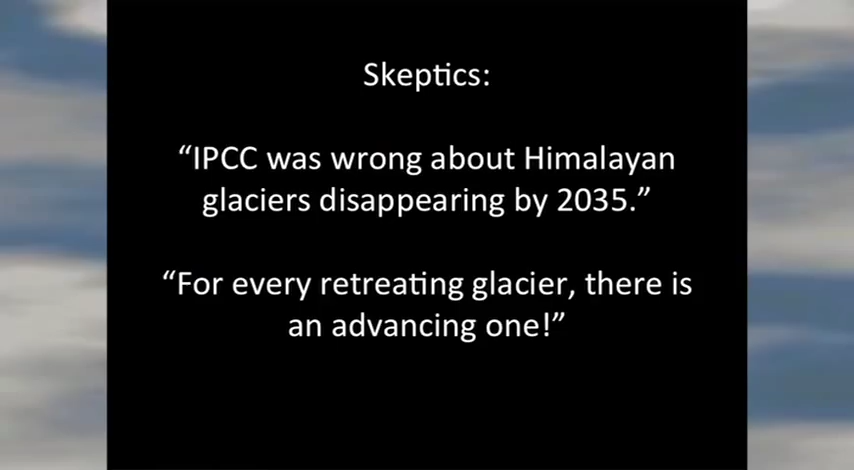 Skeptics:
“IPCC was wrong about Himalayan
glaciers disappearing by 2035.”
“For every retreating glacier, there is
an advancing one!”